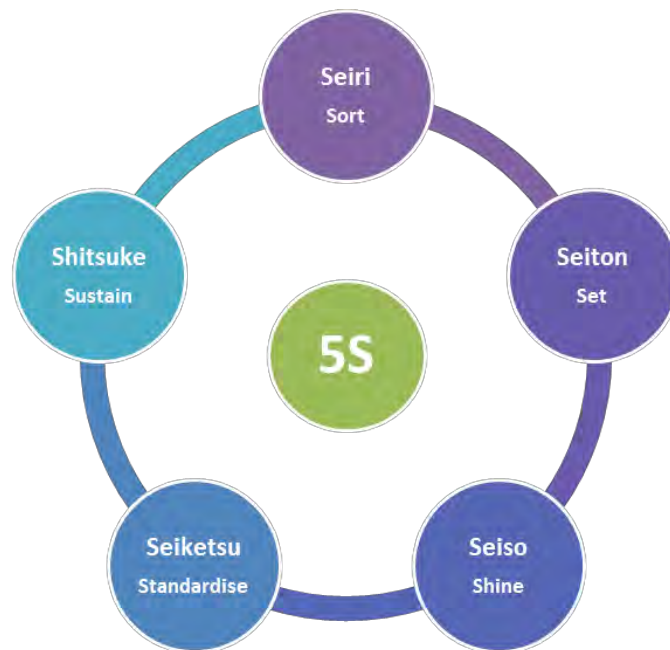 Seiri
Sort
Seiton
Set
Seiso
Shine
Seiketsu
Standardise
Shitsuke
Sustain
5S